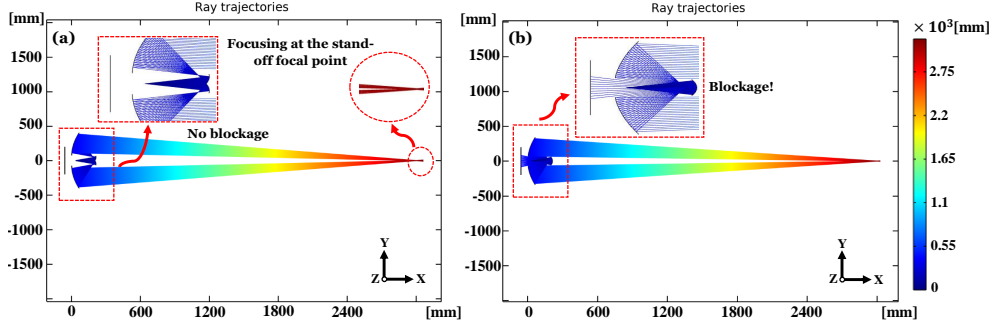 Ray trajectories
[mm]
(a)
Focusing at the stand-
off focal point
No blockage
1500
1000
500
0
-500
-1000
-1500
Y
Z
X
0
600
1200
1800
2400
[mm]
Ray trajectories
[mm]
(b)
Blockage!
1500
1000
500
0
-500
-1000
-1500
Y
Z
X
0
600
1200
1800
2400
[mm]
× 10³[mm]
2.75
2.2
1.65
1.1
0.55
0